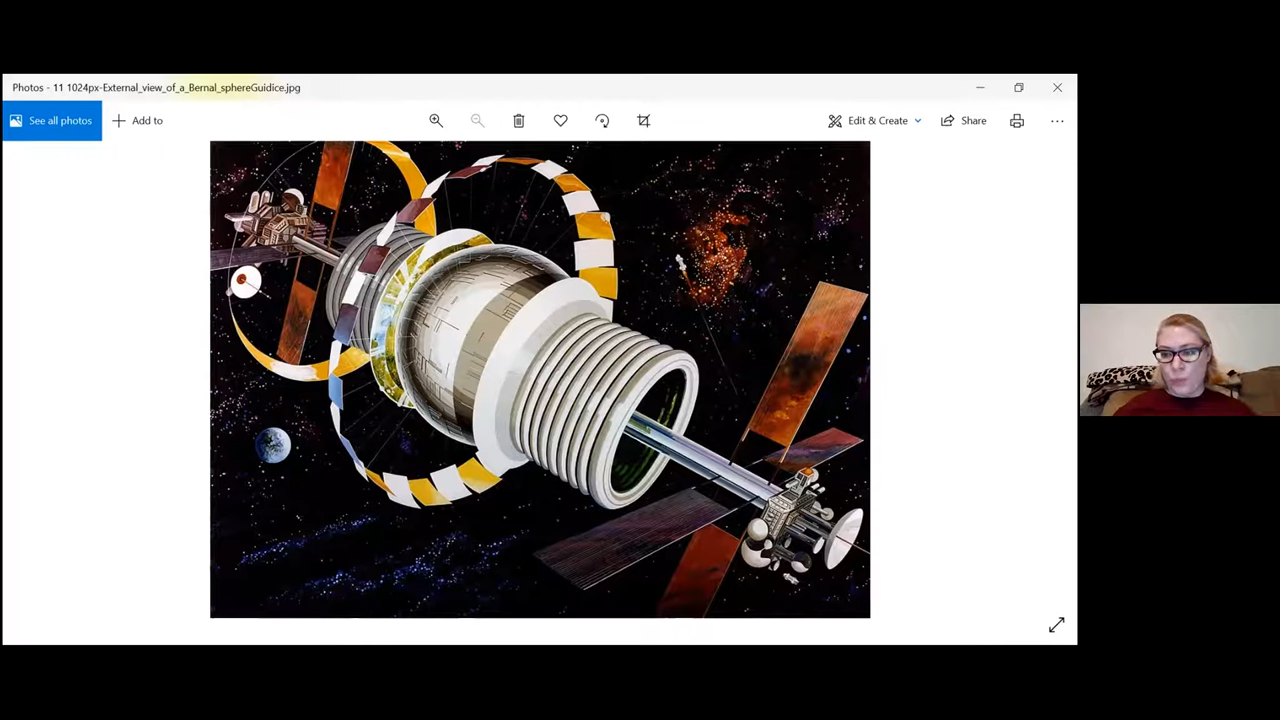 Photos - 11 1024px-External_view_of_a_Bernal_sphereGuidice.jpg
See all photos
Add to
Edit & Create
Share